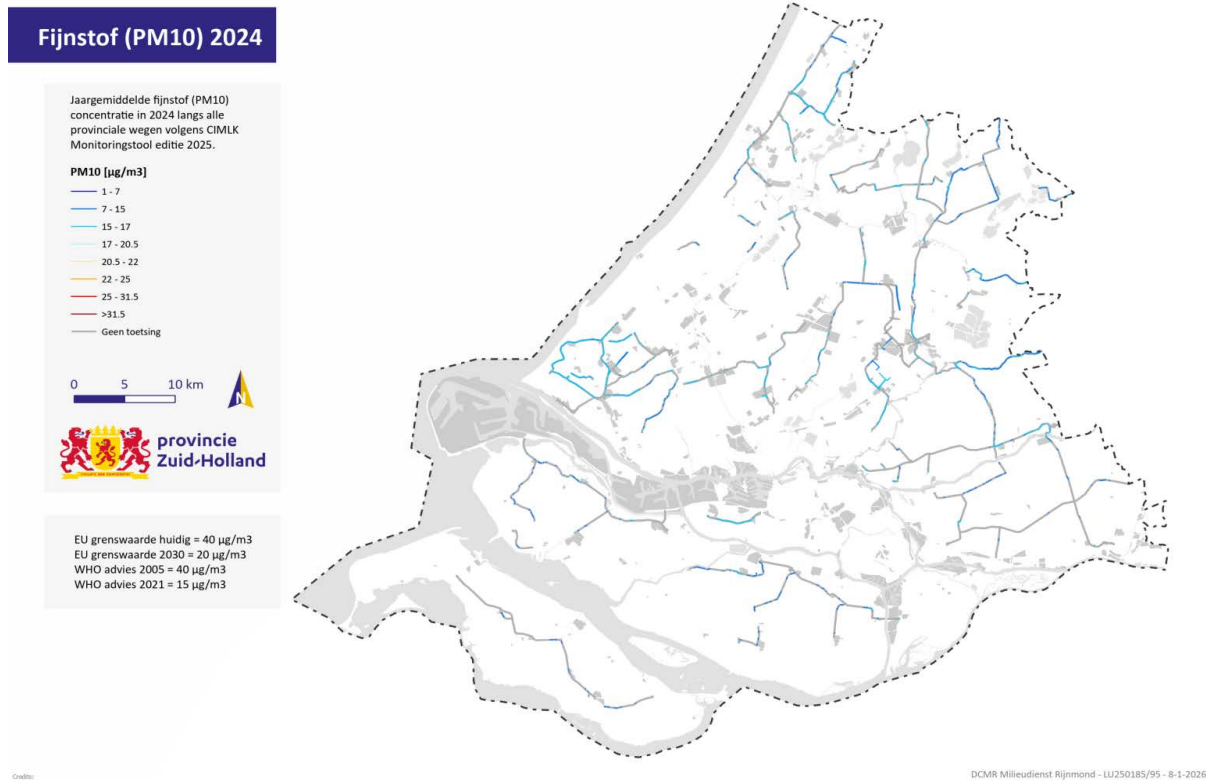 Fijnstof (PM10) 2024
Jaargemiddelde fijnstof (PM10)
concentratie in 2024 langs alle
provinciale wegen volgens CIMLK
Monitoringstool editie 2025.
PM10 [µg/m3]
1 - 7
7 - 15
15 - 17
17 - 20.5
20.5 - 22
22 - 25
25 - 31.5
>31.5
Geen toetsing
0 5 10 km
N
provincie
Zuid-Holland
EU grenswaarde huidig = 40 µg/m3
EU grenswaarde 2030 = 20 µg/m3
WHO advies 2005 = 40 µg/m3
WHO advies 2021 = 15 µg/m3
Credits:
DCMR Milieudienst Rijnmond - LU250185/95 - 8-1-2026